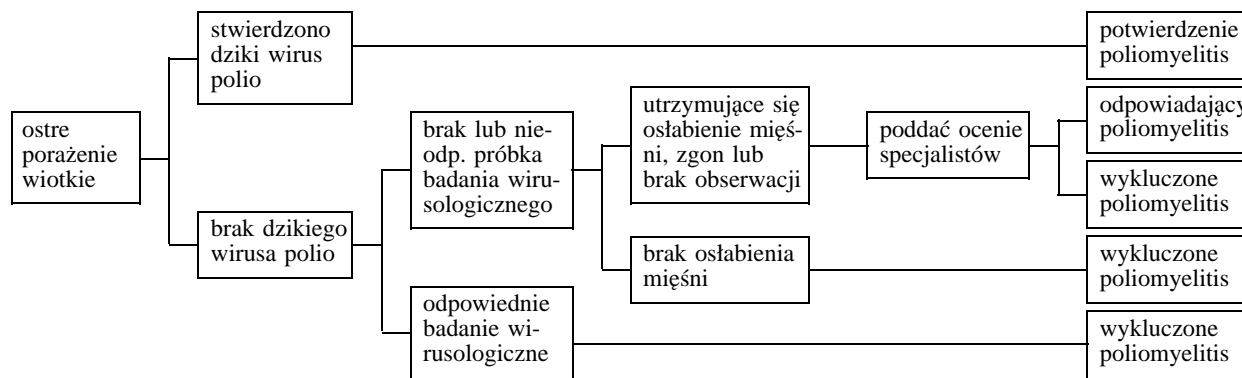 stwierdzono
dziki wirus
polio
potwierdzenie
poliomyelitis
ostre
porażenie
wiotkie
brak lub nie-
odp. próbka
badania wiru-
sologicznego
utrzymujące się
osłabienie mięś-
ni, zgon lub
brak obserwacji
poddać ocenie
specjalistów
odpowiadający
poliomyelitis
wykluczone
poliomyelitis
brak dzikiego
wirusa polio
brak osłabienia
mięśni
wykluczone
poliomyelitis
odpowiednie
badanie wi-
rusologiczne
wykluczone
poliomyelitis